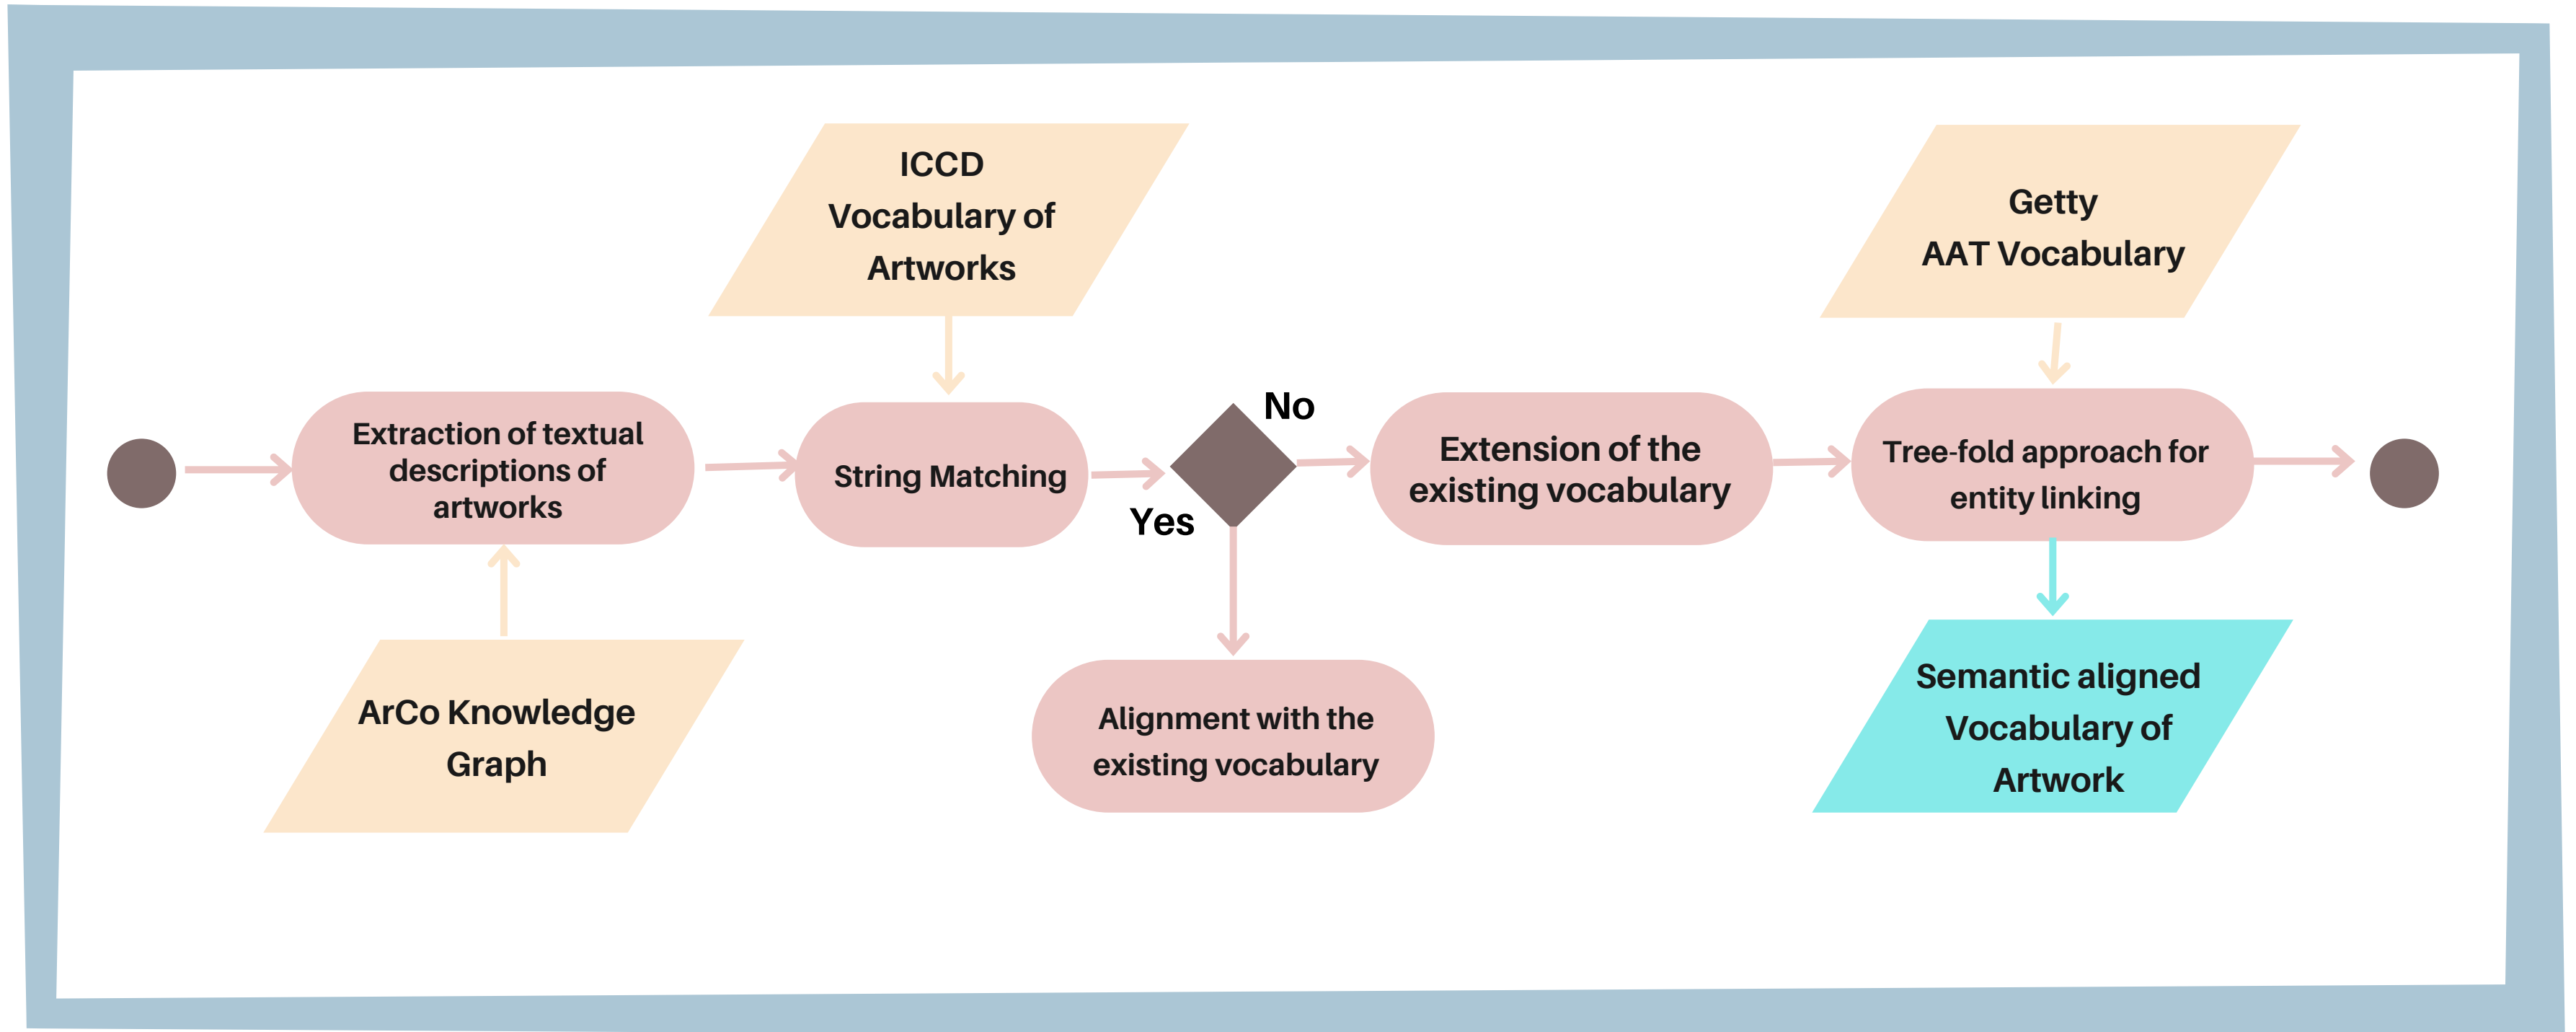 ICCD
Vocabulary of
Artworks
Getty
AAT Vocabulary
Extraction of textual
descriptions of
artworks
String Matching
No
Yes
Extension of the
existing vocabulary
Tree-fold approach for
entity linking
ArCo Knowledge
Graph
Alignment with the
existing vocabulary
Semantic aligned
Vocabulary of
Artwork